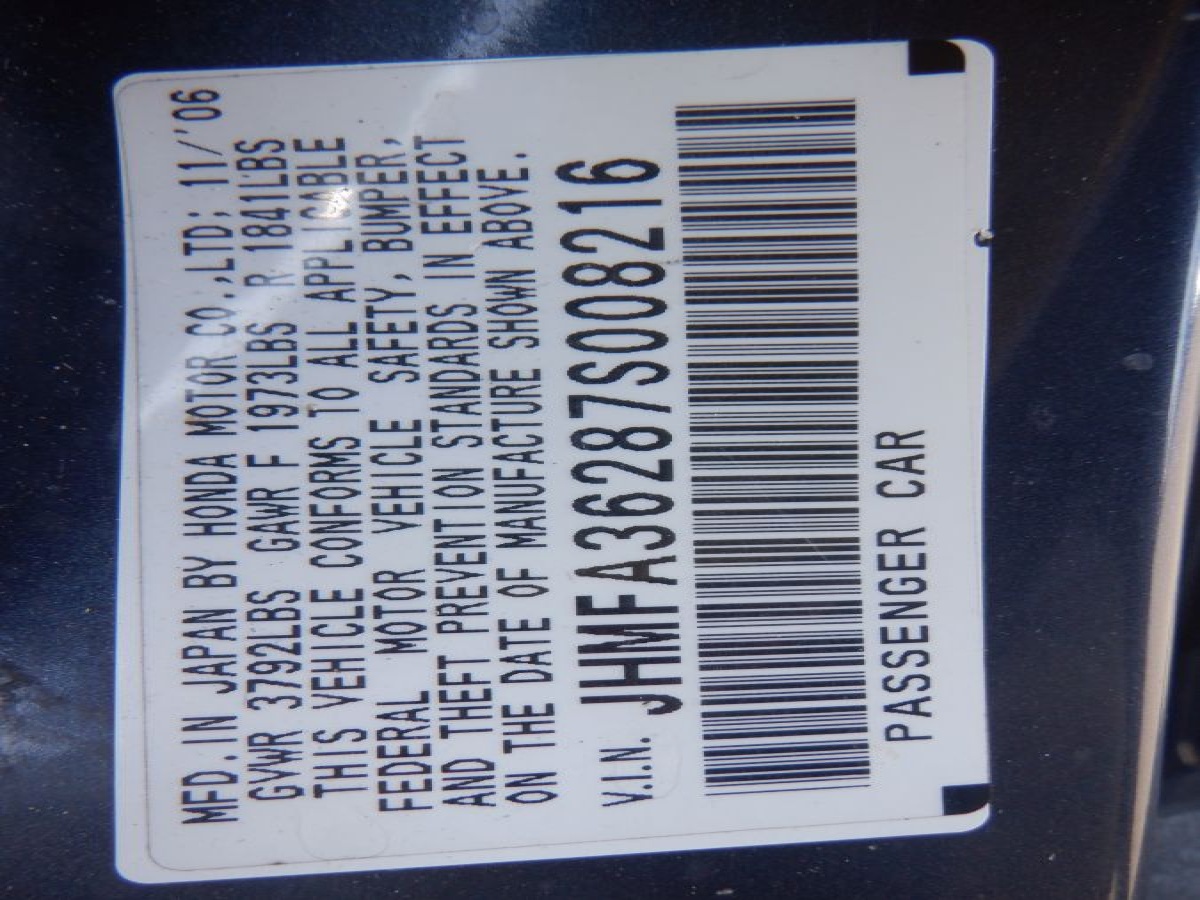 MFD. IN JAPAN BY HONDA MOTOR CO.,LTD; 11/'06
GVWR 3792LBS GAWR F 1973LBS R 1841LBS
THIS VEHICLE CONFORMS TO ALL APPLICABLE
FEDERAL MOTOR VEHICLE SAFETY, BUMPER,
AND THEFT PREVENTION STANDARDS IN EFFECT
ON THE DATE OF MANUFACTURE SHOWN ABOVE.
V.I.N. JHMFA36287S008216
PASSENGER CAR